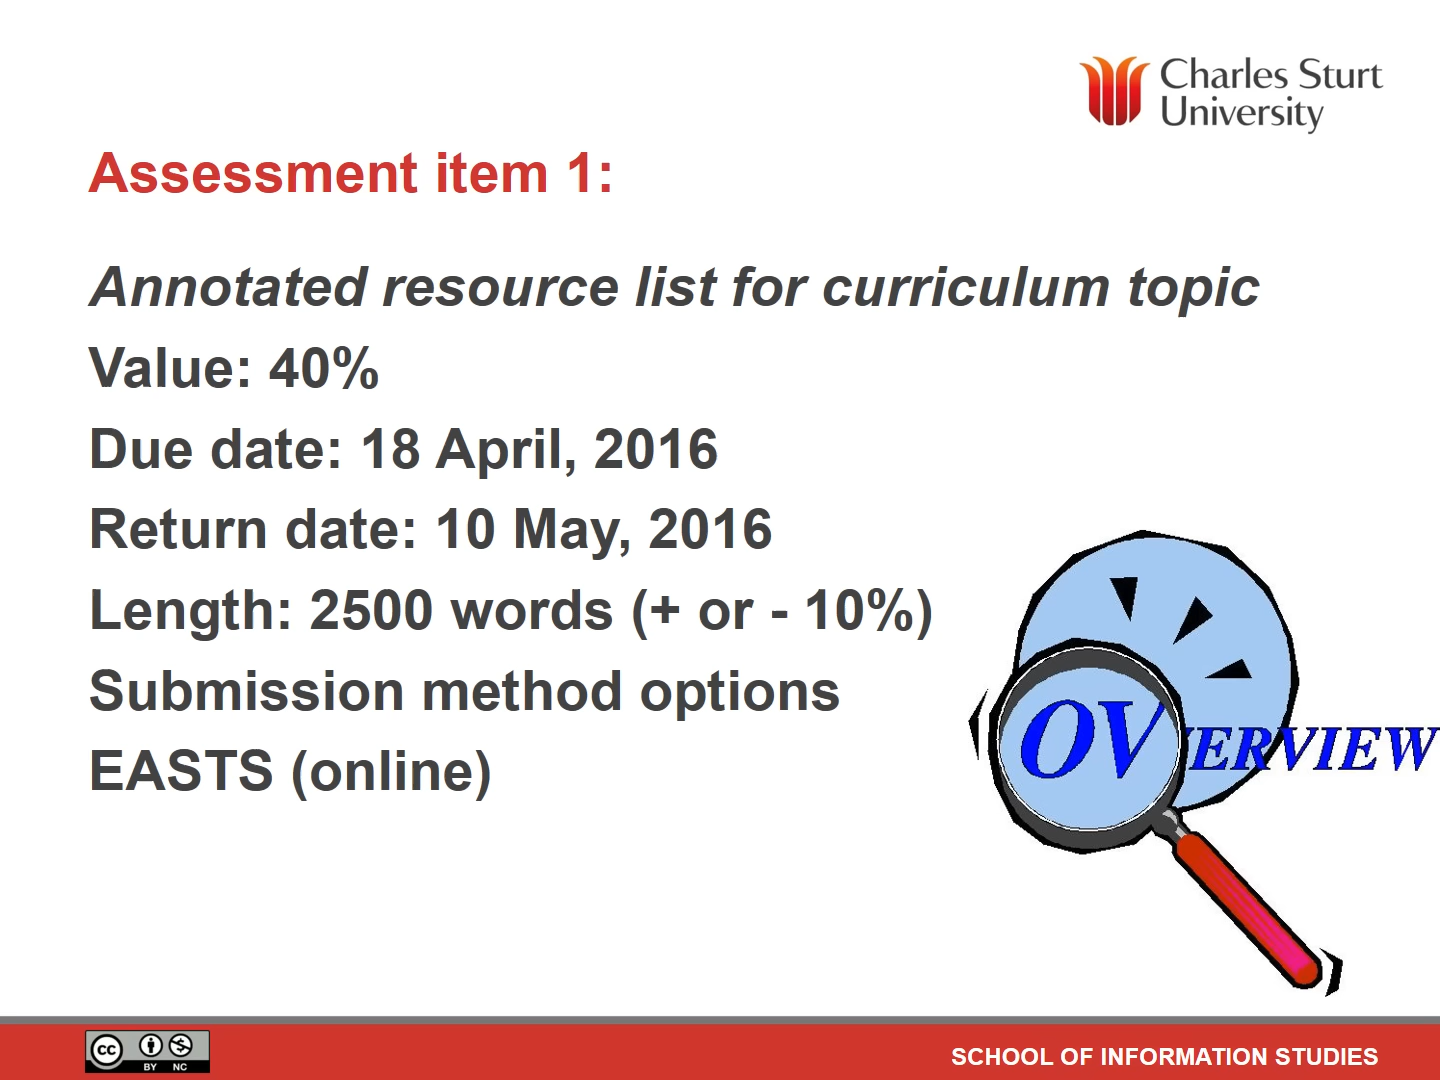 Charles Sturt
University
Assessment item 1:
Annotated resource list for curriculum topic
Value: 40%
Due date: 18 April, 2016
Return date: 10 May, 2016
Length: 2500 words (+ or - 10%)
Submission method options
EASTS (online)
OVERVIEW
cc
BY NC
SCHOOL OF INFORMATION STUDIES